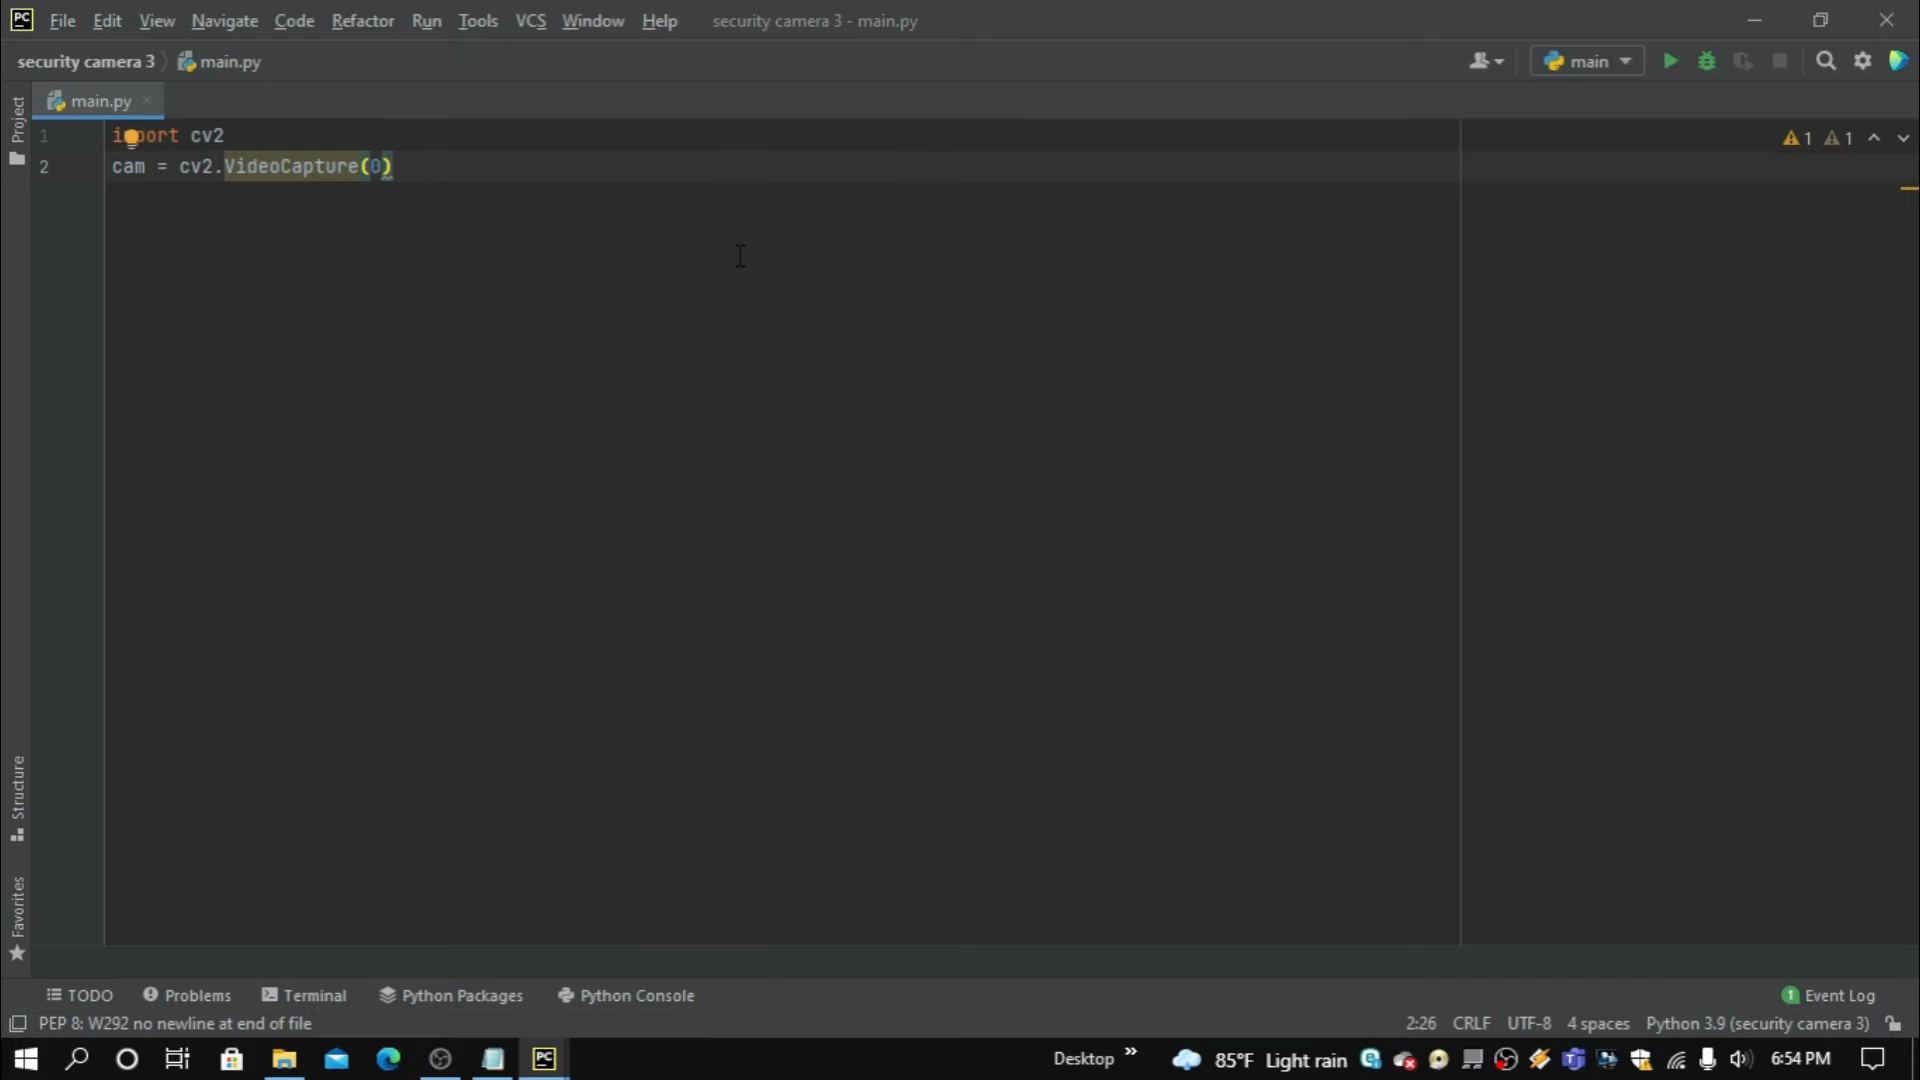 PC File Edit View Navigate Code Refactor Run Tools VCS Window Help security camera 3 - main.py
security camera 3 main.py main
main.py
Project
1 import cv2 1 1
2 cam = cv2.VideoCapture(0)
Structure
Favorites
TODO Problems Terminal Python Packages Python Console 1 Event Log
PEP 8: W292 no newline at end of file 2:26 CRLF UTF-8 4 spaces Python 3.9 (security camera 3)
PC Desktop » 85°F Light rain 6:54 PM